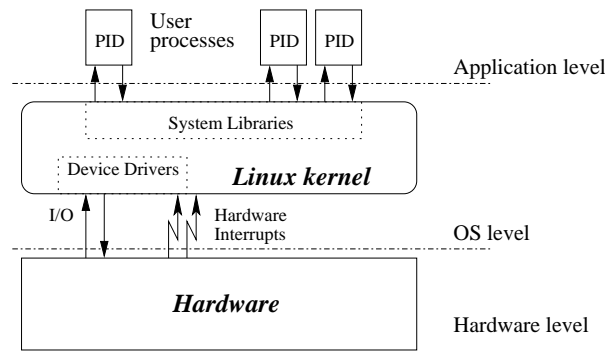 User
processes
PID
PID
PID
Application level
System Libraries
Device Drivers
Linux kernel
I/O
Hardware
Interrupts
OS level
Hardware
Hardware level